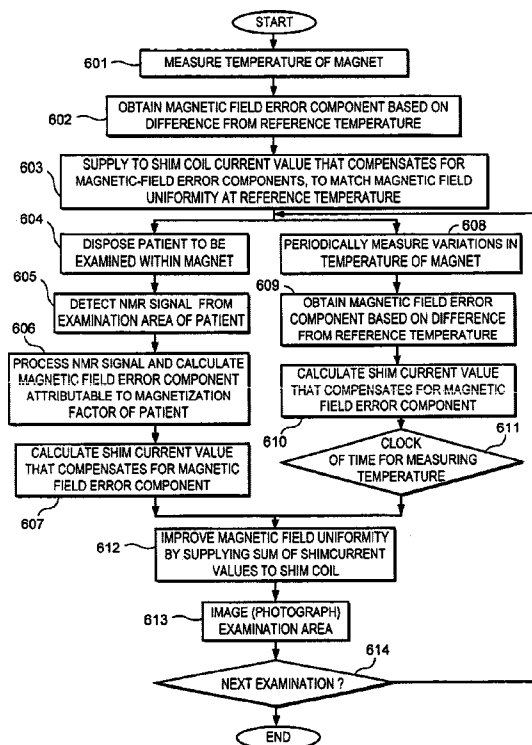 START
601
MEASURE TEMPERATURE OF MAGNET
602
OBTAIN MAGNETIC FIELD ERROR COMPONENT BASED ON
DIFFERENCE FROM REFERENCE TEMPERATURE
603
SUPPLY TO SHIM COIL CURRENT VALUE THAT COMPENSATES FOR
MAGNETIC-FIELD ERROR COMPONENTS, TO MATCH MAGNETIC FIELD
UNIFORMITY AT REFERENCE TEMPERATURE
604
DISPOSE PATIENT TO BE
EXAMINED WITHIN MAGNET
605
DETECT NMR SIGNAL FROM
EXAMINATION AREA OF PATIENT
606
PROCESS NMR SIGNAL AND CALCULATE
MAGNETIC FIELD ERROR COMPONENT
ATTRIBUTABLE TO MAGNETIZATION
FACTOR OF PATIENT
CALCULATE SHIM CURRENT VALUE
THAT COMPENSATES FOR MAGNETIC
FIELD ERROR COMPONENT
607
608
PERIODICALLY MEASURE VARIATIONS IN
TEMPERATURE OF MAGNET
609
OBTAIN MAGNETIC FIELD ERROR
COMPONENT BASED ON DIFFERENCE
FROM REFERENCE TEMPERATURE
CALCULATE SHIM CURRENT VALUE
THAT COMPENSATES FOR MAGNETIC
FIELD ERROR COMPONENT
610
611
CLOCK
OF TIME FOR MEASURING
TEMPERATURE
612
IMPROVE MAGNETIC FIELD UNIFORMITY
BY SUPPLYING SUM OF SHIMCURRENT
VALUES TO SHIM COIL
613
IMAGE (PHOTOGRAPH)
EXAMINATION AREA
614
NEXT EXAMINATION ?
END